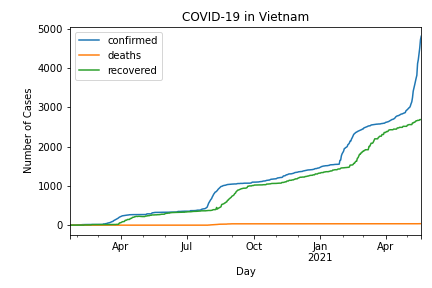 COVID-19 in Vietnam
confirmed
deaths
recovered
Number of Cases
5000
4000
3000
2000
1000
0
Apr
Jul
Oct
Jan
2021
Apr
Day